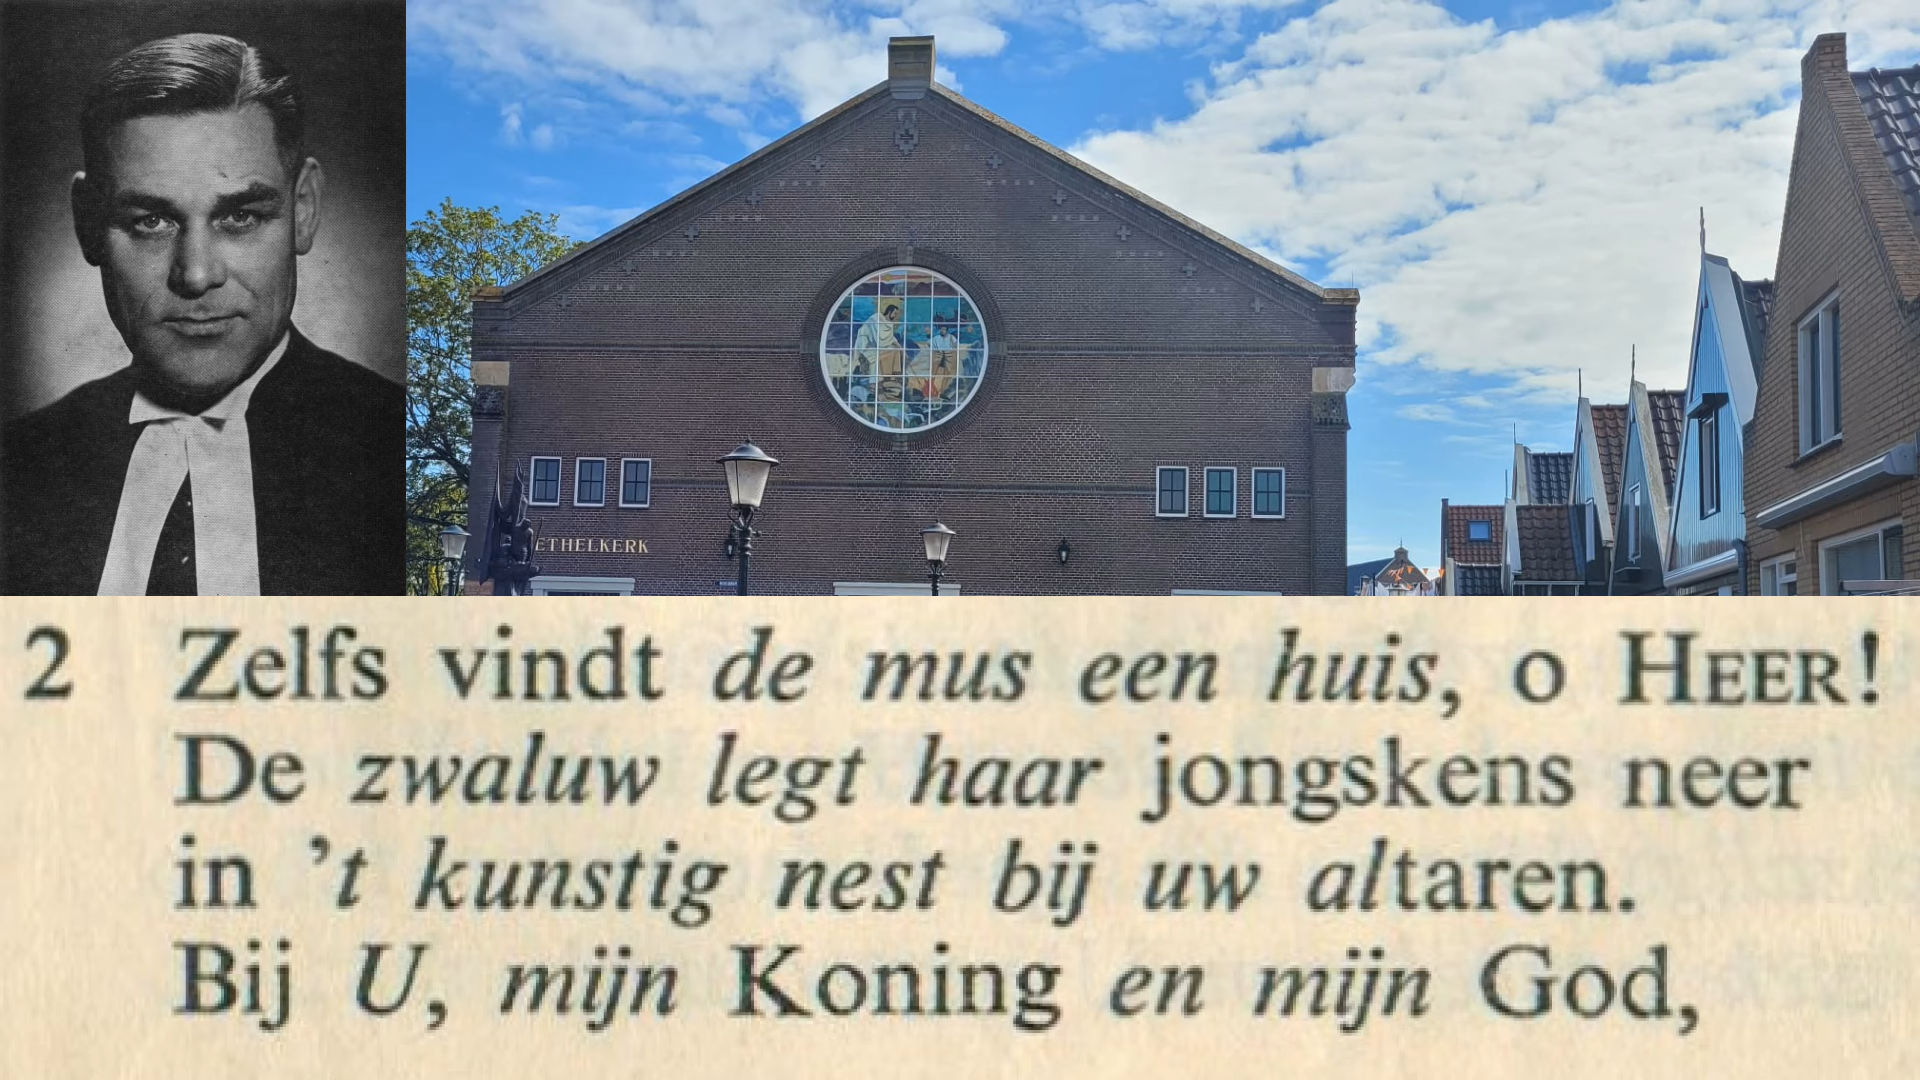 ETHELKERK
2 Zelfs vindt de mus een huis, o HEER!
De zwaluw legt haar jongskens neer
in ’t kunstig nest bij uw altaren.
Bij U, mijn Koning en mijn God,